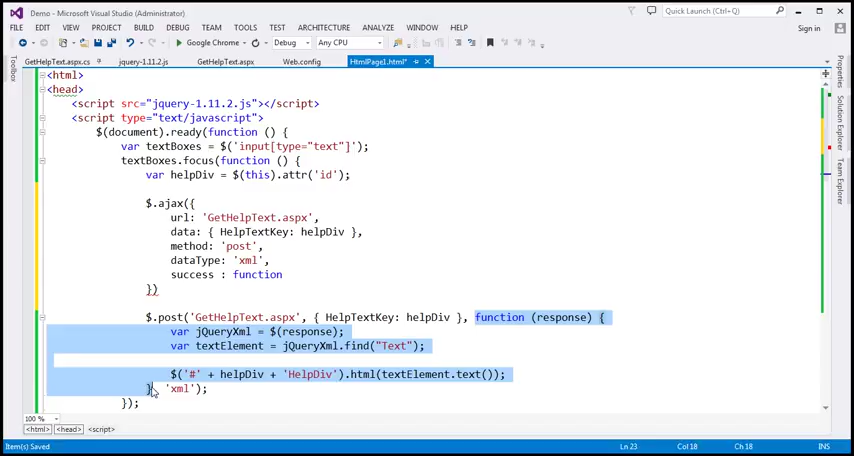 Demo - Microsoft Visual Studio (Administrator)
Quick Launch (Ctrl+Q)
FILE EDIT VIEW PROJECT BUILD DEBUG TEAM TOOLS TEST ARCHITECTURE ANALYZE WINDOW HELP
Sign in
Google Chrome Debug Any CPU
GetHelpText.aspx.cs jquery-1.11.2.js GetHelpText.aspx Web.config HtmlPage1.html*
Toolbox
Properties
Solution Explorer
Team Explorer
<html>
<head>
<script src="jquery-1.11.2.js"></script>
<script type="text/javascript">
$(document).ready(function () {
var textBoxes = $('input[type="text"]');
textBoxes.focus(function () {
var helpDiv = $(this).attr('id');
$.ajax({
url: 'GetHelpText.aspx',
data: { HelpTextKey: helpDiv },
method: 'post',
dataType: 'xml',
success : function
})
$.post('GetHelpText.aspx', { HelpTextKey: helpDiv }, function (response) {
var jQueryXml = $(response);
var textElement = jQueryXml.find("Text");
$('#' + helpDiv + 'HelpDiv').html(textElement.text());
}, 'xml');
});
100 %
<html> <head> <script>
Item(s) Saved Ln 23 Col 18 Ch 18 INS